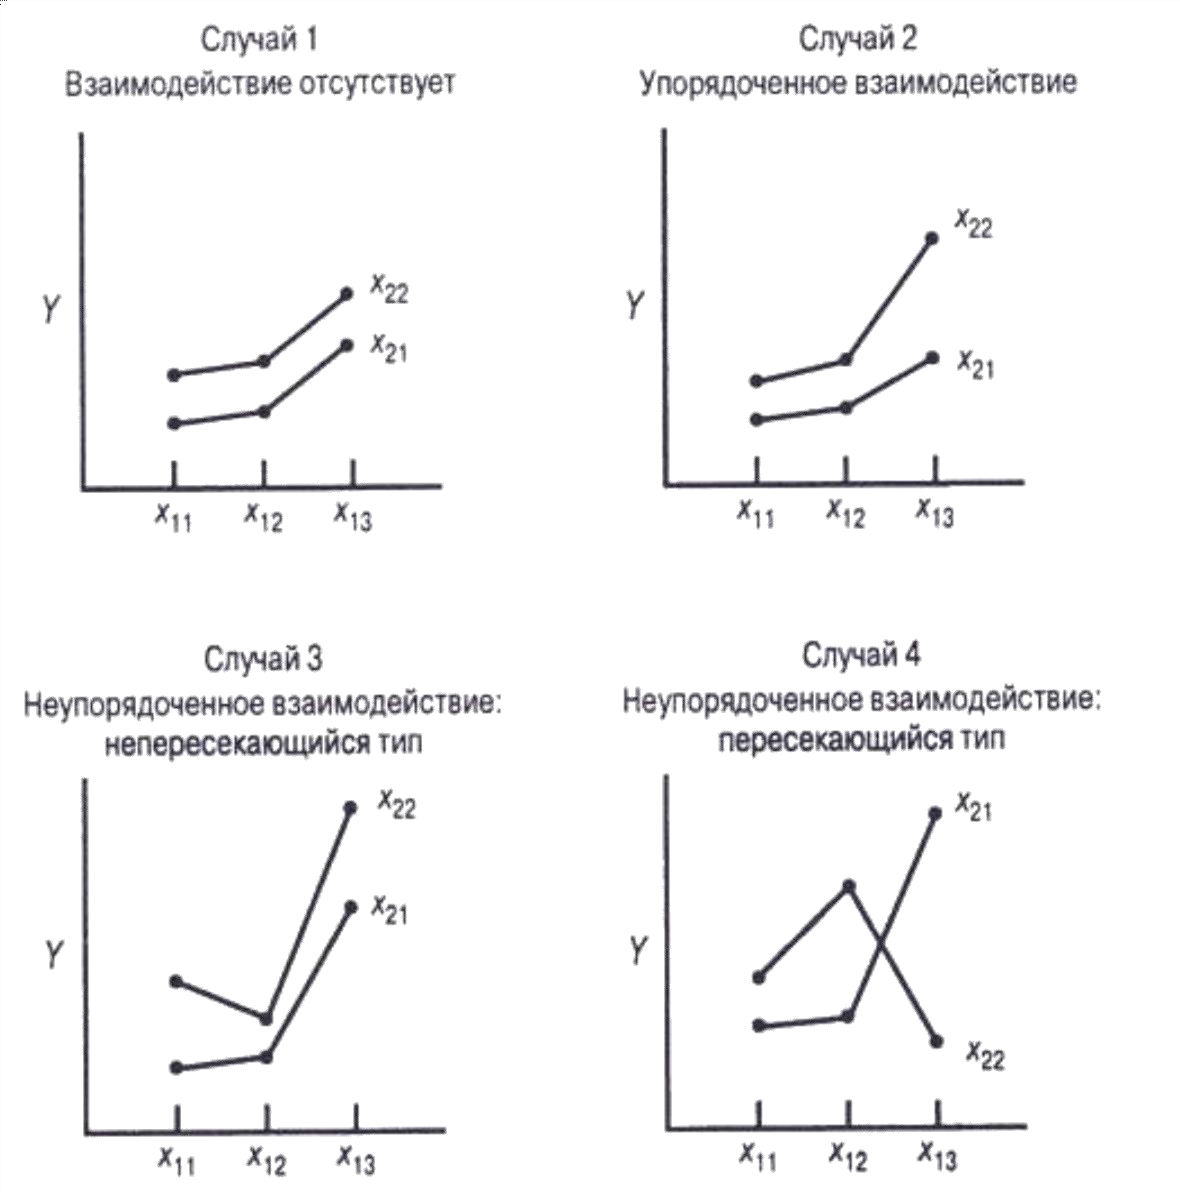 Случай 1
Взаимодействие отсутствует
Y
x22
x21
x11 x12 x13
Случай 2
Упорядоченное взаимодействие
Y
x22
x21
x11 x12 x13
Случай 3
Неупорядоченное взаимодействие:
непересекающийся тип
Y
x22
x21
x11 x12 x13
Случай 4
Неупорядоченное взаимодействие:
пересекающийся тип
Y
x21
x22
x11 x12 x13